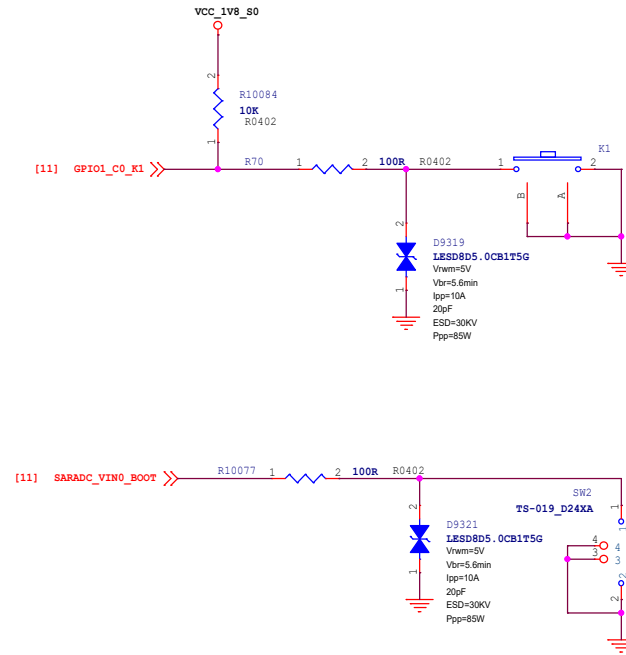 VCC_1V8_S0
2
R10084
10K
R0402
1
[11] GPIO1_C0_K1
R70 1 2 100R R0402 1 K1 2
B A
2
D9319
LESD8D5.0CB1T5G
Vrwm=5V
Vbr=5.6min
1 Ipp=10A
20pF
ESD=30KV
Ppp=85W
[11] SARADC_VIN0_BOOT R10077 1 2 100R R0402
SW2
TS-019_D24XA
1
1
2
D9321
LESD8D5.0CB1T5G
4 4
3 3
Vrwm=5V
Vbr=5.6min
1 Ipp=10A
2
20pF
2
ESD=30KV
Ppp=85W